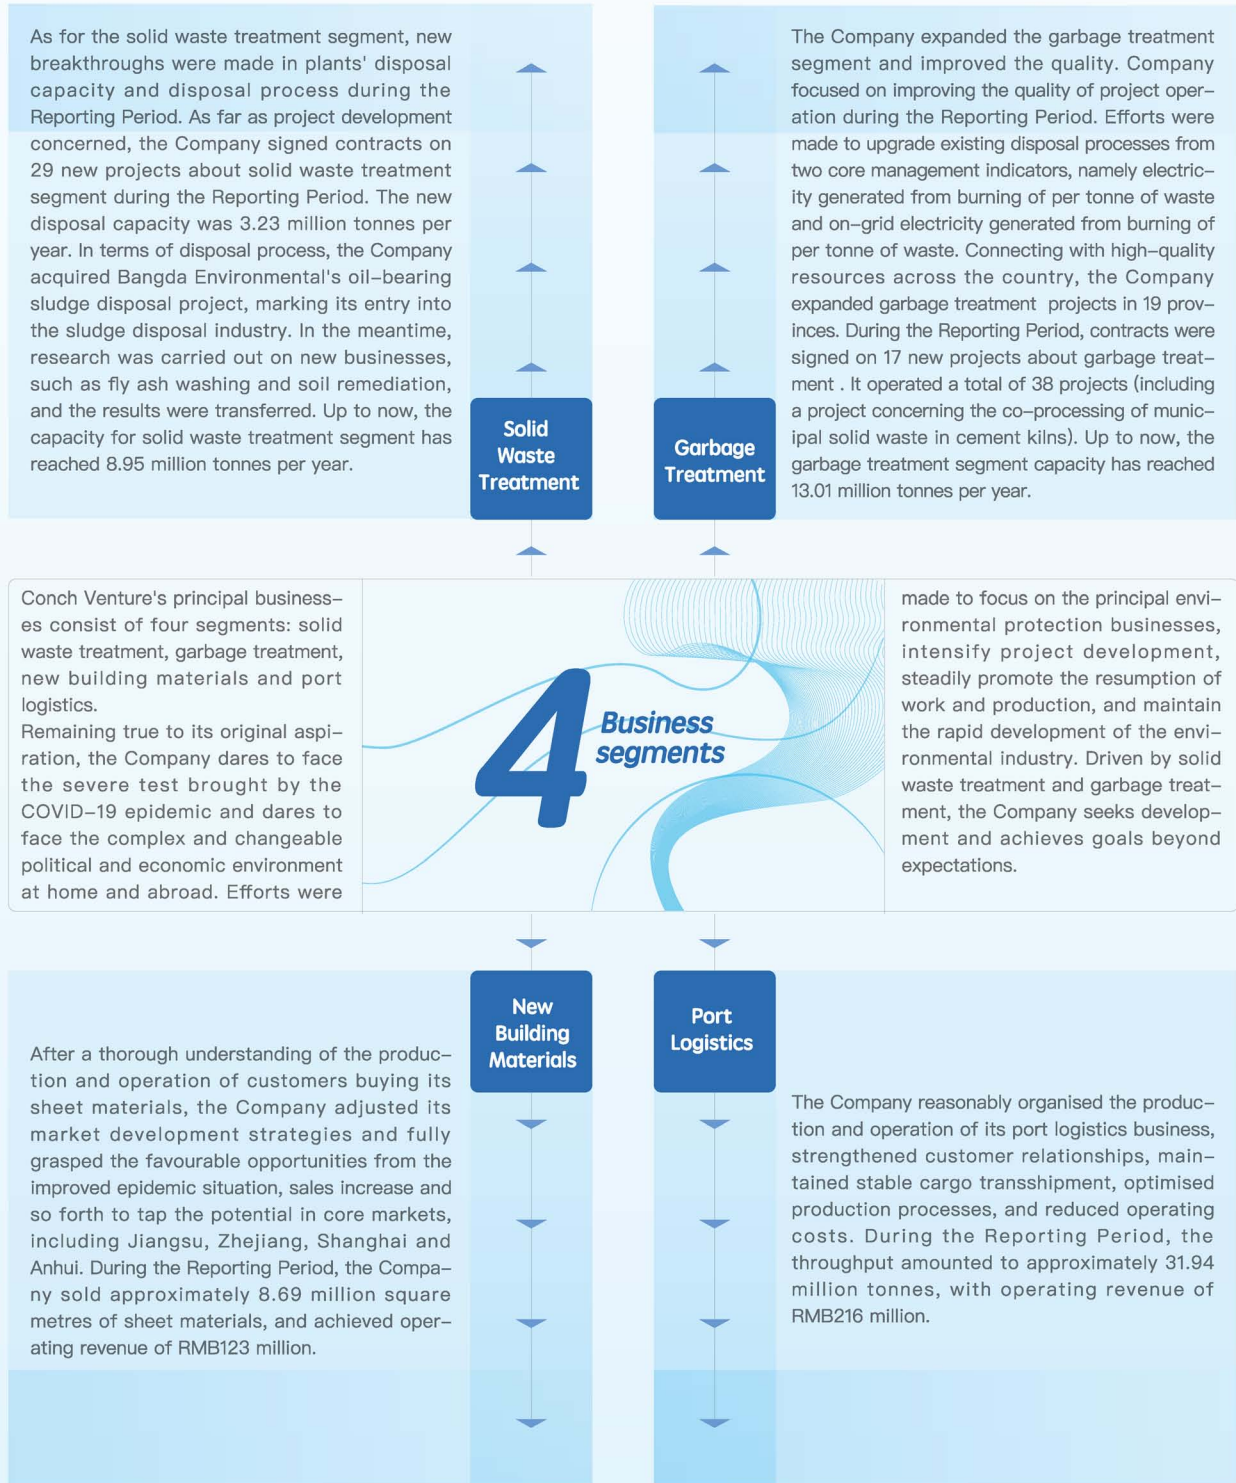 As for the solid waste treatment segment, new
breakthroughs were made in plants' disposal
capacity and disposal process during the
Reporting Period. As far as project development
concerned, the Company signed contracts on
29 new projects about solid waste treatment
segment during the Reporting Period. The new
disposal capacity was 3.23 million tonnes per
year. In terms of disposal process, the Company
acquired Bangda Environmental's oil-bearing
sludge disposal project, marking its entry into
the sludge disposal industry. In the meantime,
research was carried out on new businesses,
such as fly ash washing and soil remediation,
and the results were transferred. Up to now, the
capacity for solid waste treatment segment has
reached 8.95 million tonnes per year.
Solid
Waste
Treatment
Garbage
Treatment
The Company expanded the garbage treatment
segment and improved the quality. Company
focused on improving the quality of project oper-
ation during the Reporting Period. Efforts were
made to upgrade existing disposal processes from
two core management indicators, namely electric-
ity generated from burning of per tonne of waste
and on-grid electricity generated from burning of
per tonne of waste. Connecting with high-quality
resources across the country, the Company
expanded garbage treatment projects in 19 prov-
inces. During the Reporting Period, contracts were
signed on 17 new projects about garbage treat-
ment . It operated a total of 38 projects (including
a project concerning the co-processing of munic-
ipal solid waste in cement kilns). Up to now, the
garbage treatment segment capacity has reached
13.01 million tonnes per year.
Conch Venture's principal business-
es consist of four segments: solid
waste treatment, garbage treatment,
new building materials and port
logistics.
Remaining true to its original aspi-
ration, the Company dares to face
the severe test brought by the
COVID-19 epidemic and dares to
face the complex and changeable
political and economic environment
at home and abroad. Efforts were
4 Business
segments
made to focus on the principal envi-
ronmental protection businesses,
intensify project development,
steadily promote the resumption of
work and production, and maintain
the rapid development of the envi-
ronmental industry. Driven by solid
waste treatment and garbage treat-
ment, the Company seeks develop-
ment and achieves goals beyond
expectations.
New
Building
Materials
Port
Logistics
After a thorough understanding of the produc-
tion and operation of customers buying its
sheet materials, the Company adjusted its
market development strategies and fully
grasped the favourable opportunities from the
improved epidemic situation, sales increase and
so forth to tap the potential in core markets,
including Jiangsu, Zhejiang, Shanghai and
Anhui. During the Reporting Period, the Compa-
ny sold approximately 8.69 million square
metres of sheet materials, and achieved oper-
ating revenue of RMB123 million.
The Company reasonably organised the produc-
tion and operation of its port logistics business,
strengthened customer relationships, main-
tained stable cargo transshipment, optimised
production processes, and reduced operating
costs. During the Reporting Period, the
throughput amounted to approximately 31.94
million tonnes, with operating revenue of
RMB216 million.